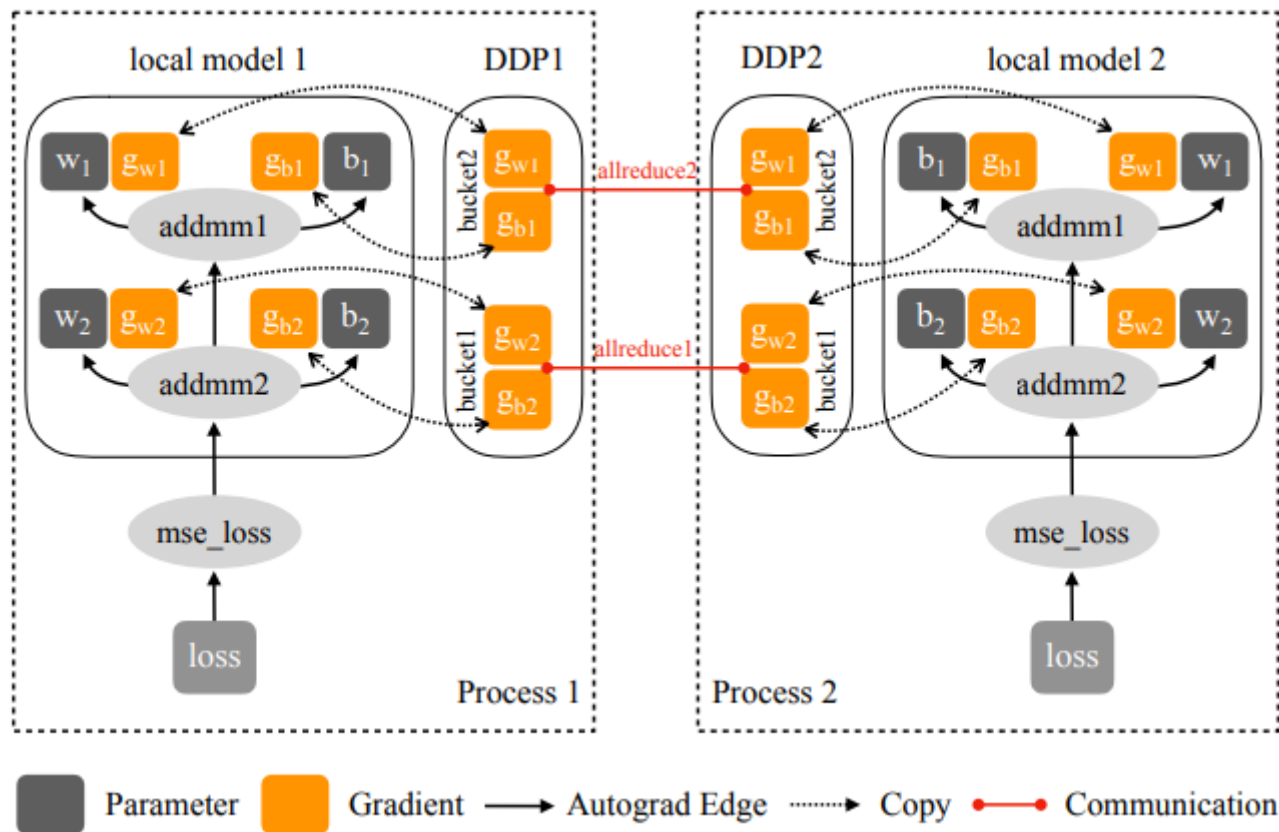 local model 1
DDP1
DDP2
local model 2
w1 gw1 gb1 b1
addmm1
bucket2
gw1
gb1
allreduce2
gw1
gb1
bucket2
b1 gb1 gw1 w1
addmm1
w2 gw2 gb2 b2
addmm2
bucket1
gw2
gb2
allreduce1
gw2
gb2
bucket1
b2 gb2 gw2 w2
addmm2
mse_loss
mse_loss
loss
loss
Process 1
Process 2
Parameter Gradient Autograd Edge Copy Communication